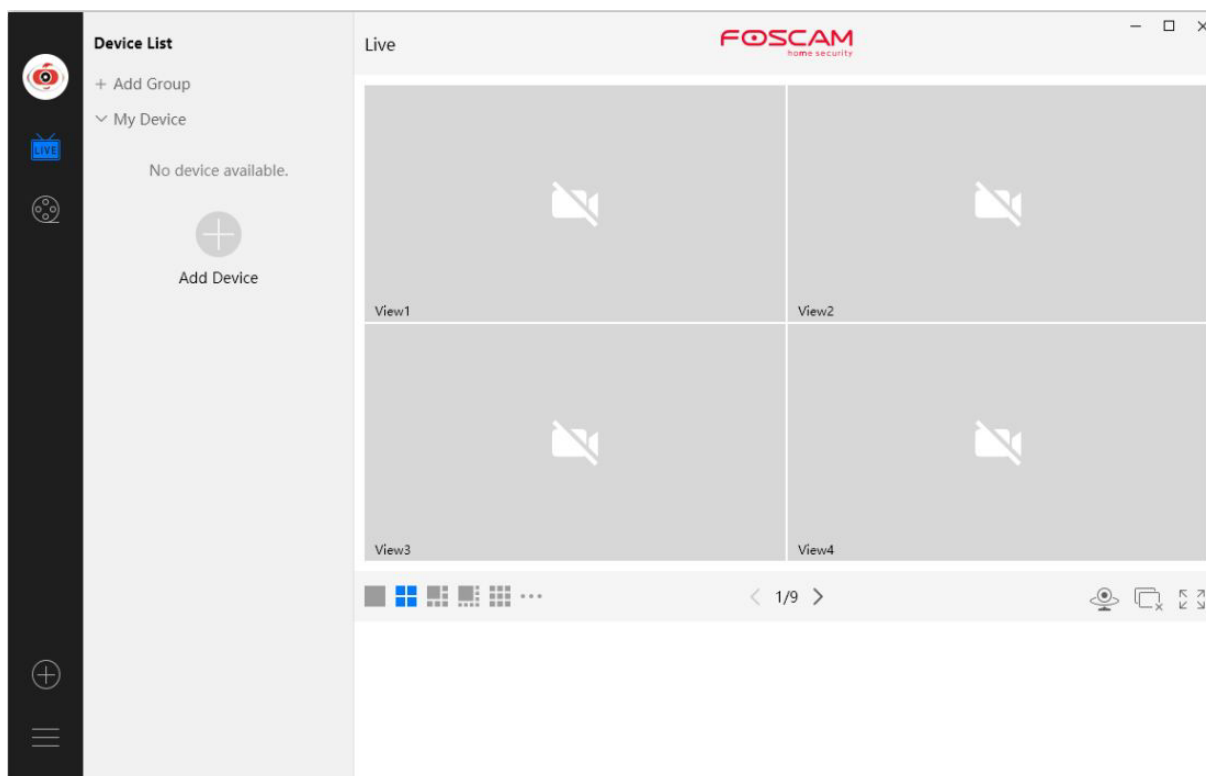 Device List
+ Add Group
My Device
No device available.
Add Device
LIVE
Live
FOSCAM
home security
View1
View2
View3
View4
1/9